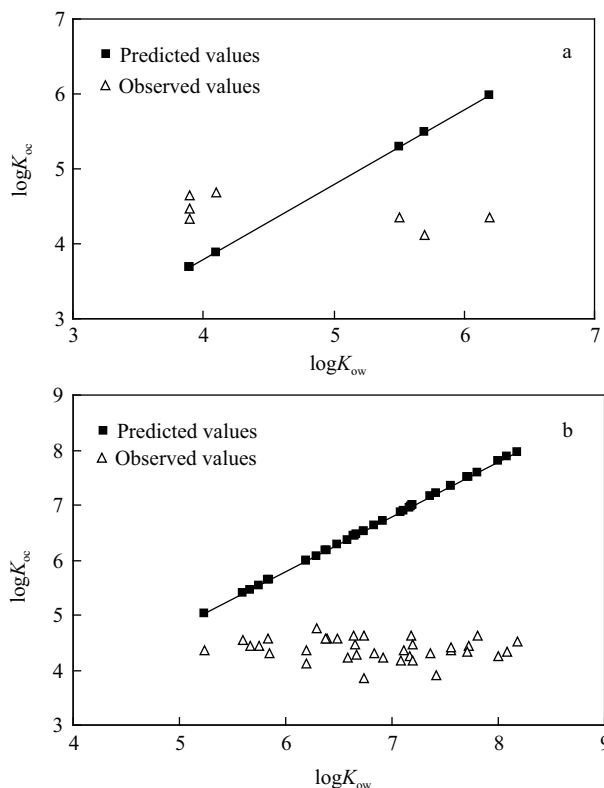 7
■ Predicted values
a
△ Observed values
6
logKoc
5
4
3
3 4 5 6 7
logKow
9
■ Predicted values
b
△ Observed values
8
7
logKoc
6
5
4
3
4 5 6 7 8 9
logKow